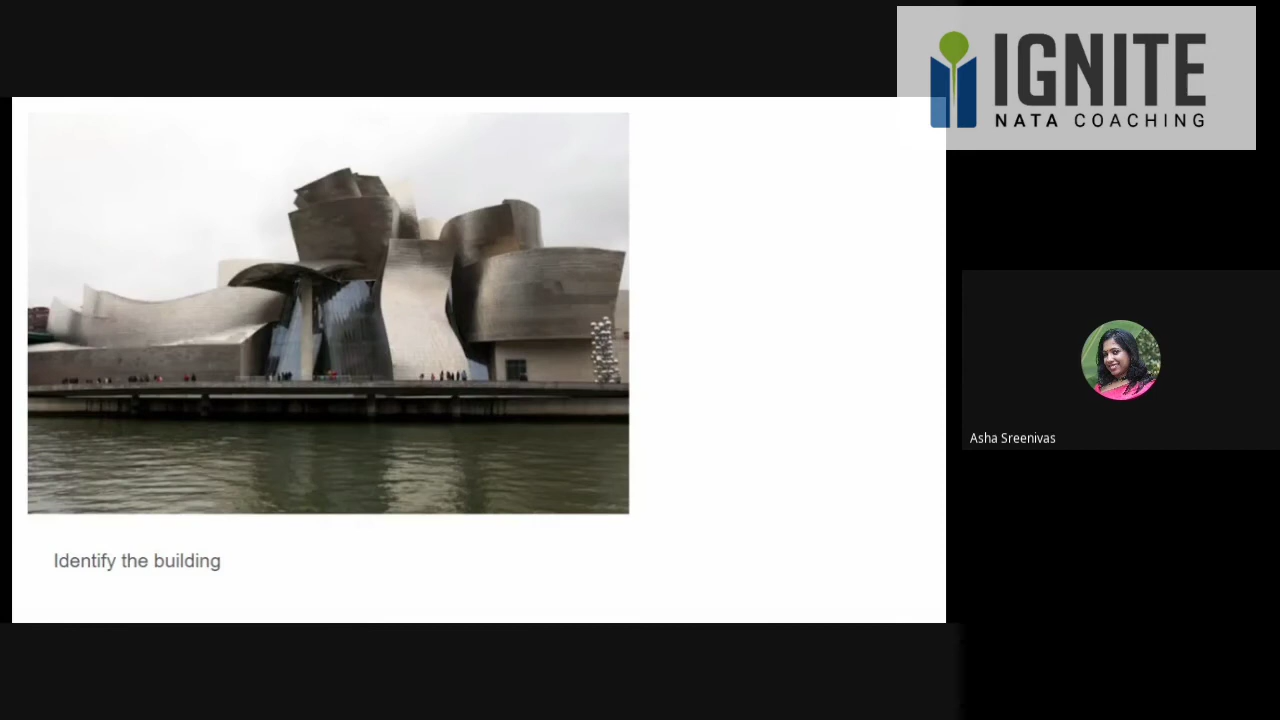 IGNITE
NATA COACHING
Asha Sreenivas
Identify the building